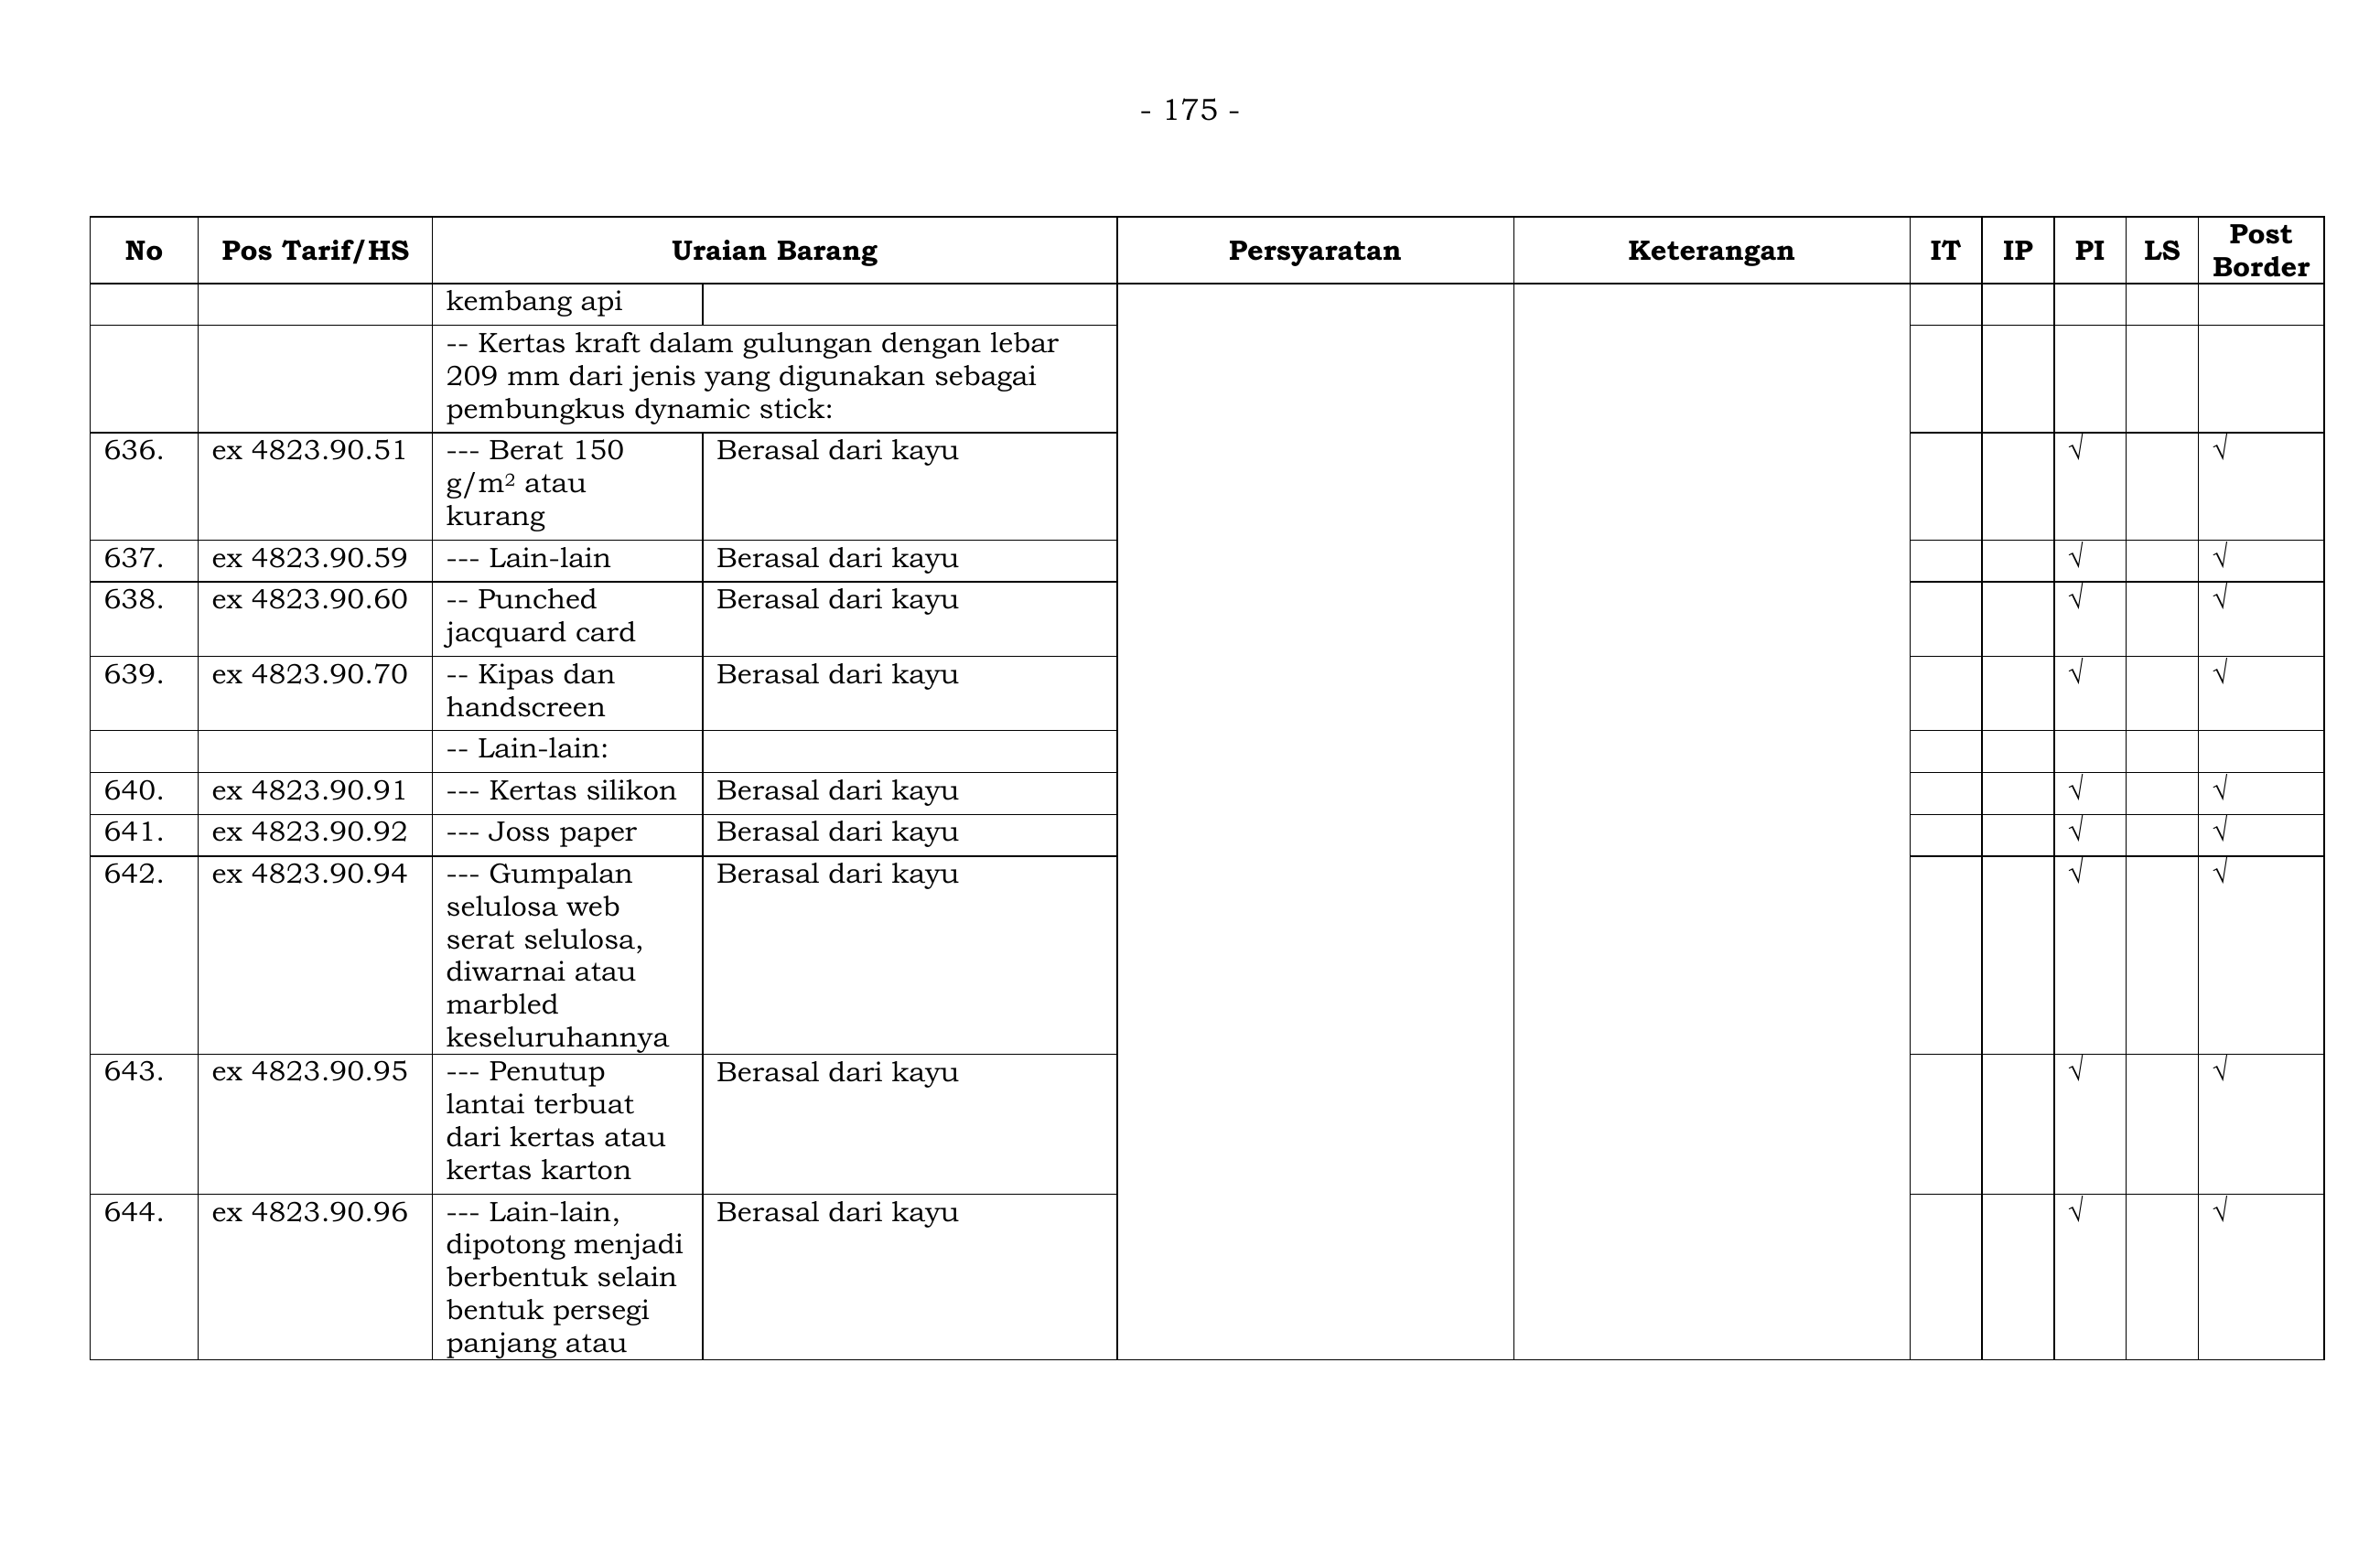 - 175 -
No Pos Tarif/HS Uraian Barang Persyaratan Keterangan IT IP PI LS Post Border
kembang api
-- Kertas kraft dalam gulungan dengan lebar
209 mm dari jenis yang digunakan sebagai
pembungkus dynamic stick:
636. ex 4823.90.51 --- Berat 150 Berasal dari kayu √ √
g/m² atau
kurang
637. ex 4823.90.59 --- Lain-lain Berasal dari kayu √ √
638. ex 4823.90.60 -- Punched Berasal dari kayu √ √
jacquard card
639. ex 4823.90.70 -- Kipas dan Berasal dari kayu √ √
handscreen
-- Lain-lain:
640. ex 4823.90.91 --- Kertas silikon Berasal dari kayu √ √
641. ex 4823.90.92 --- Joss paper Berasal dari kayu √ √
642. ex 4823.90.94 --- Gumpalan Berasal dari kayu √ √
selulosa web
serat selulosa,
diwarnai atau
marbled
keseluruhannya
643. ex 4823.90.95 --- Penutup Berasal dari kayu √ √
lantai terbuat
dari kertas atau
kertas karton
644. ex 4823.90.96 --- Lain-lain, Berasal dari kayu √ √
dipotong menjadi
berbentuk selain
bentuk persegi
panjang atau